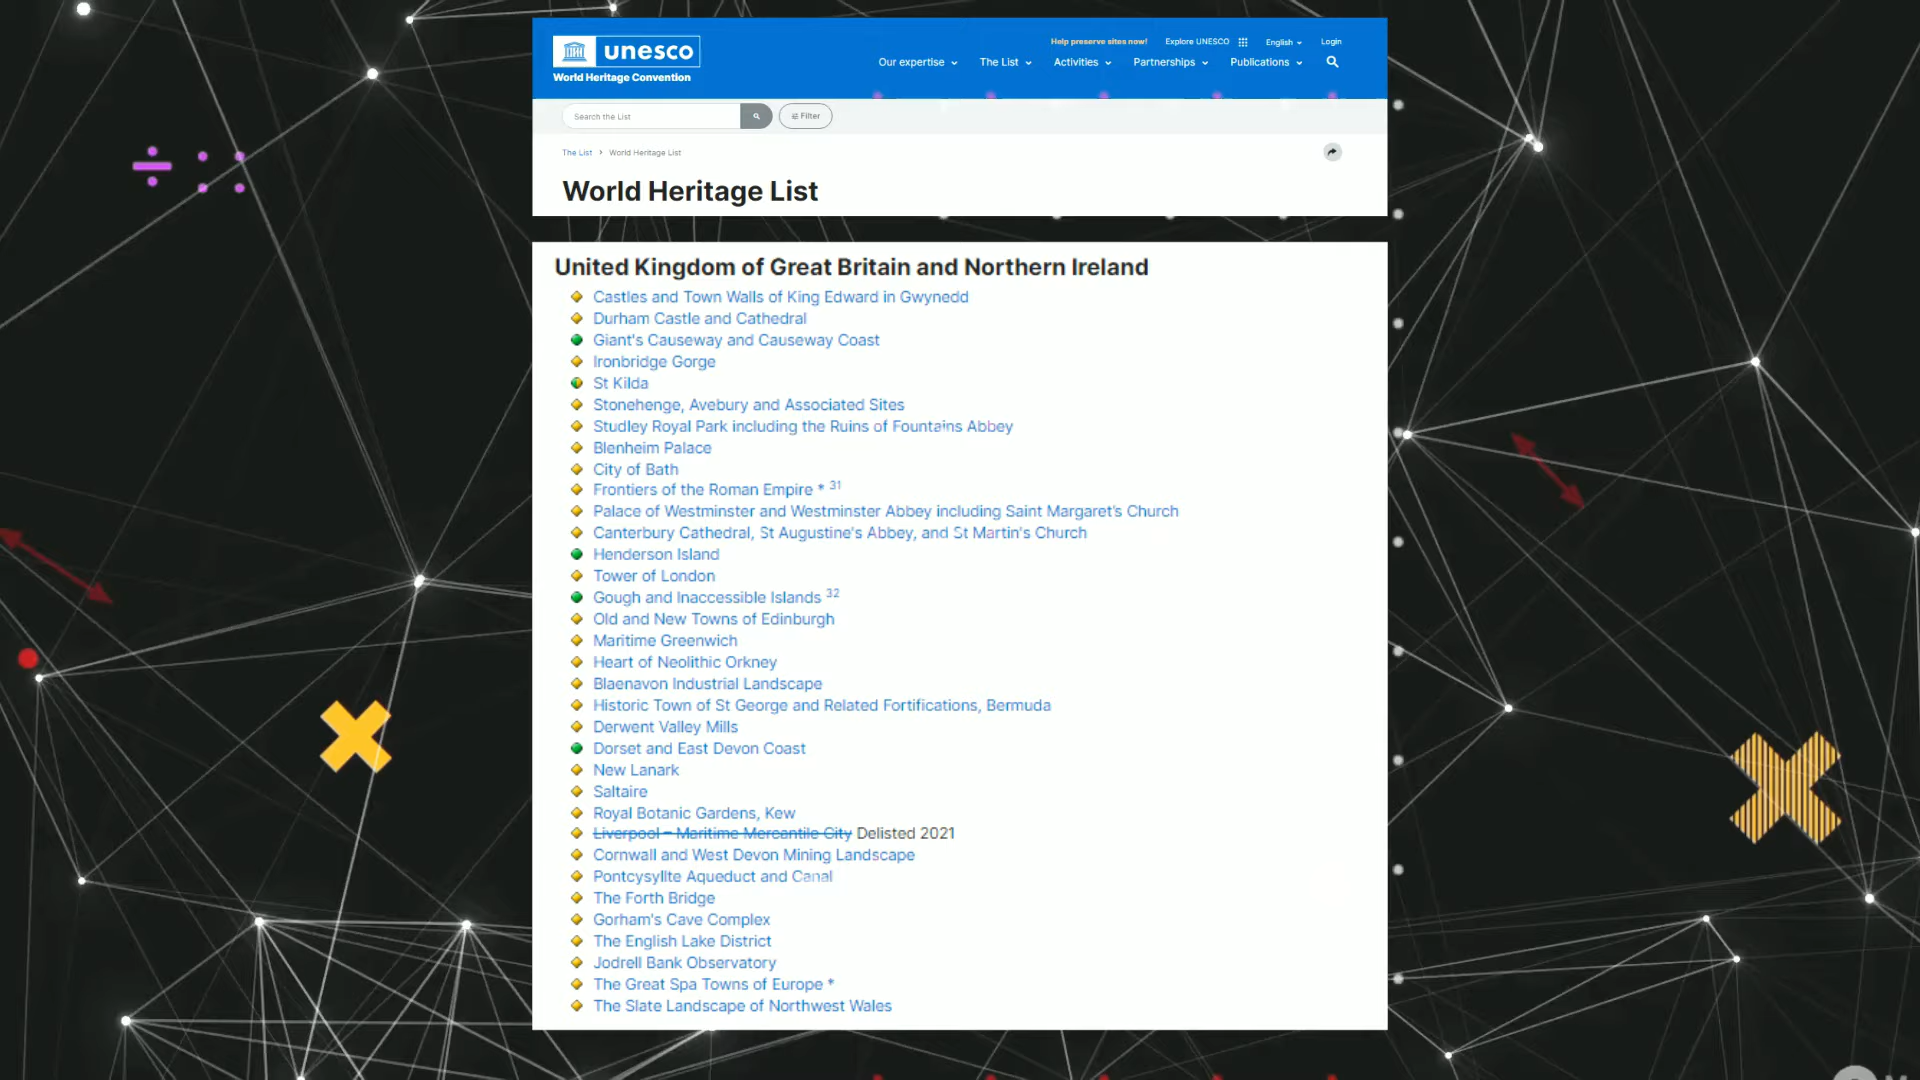 unesco
World Heritage Convention
Help preserve sites now! Explore UNESCO English Login
Our expertise The List Activities Partnerships Publications
Search the List Filter
The List > World Heritage List
World Heritage List
United Kingdom of Great Britain and Northern Ireland
Castles and Town Walls of King Edward in Gwynedd
Durham Castle and Cathedral
Giant's Causeway and Causeway Coast
Ironbridge Gorge
St Kilda
Stonehenge, Avebury and Associated Sites
Studley Royal Park including the Ruins of Fountains Abbey
Blenheim Palace
City of Bath
Frontiers of the Roman Empire * 31
Palace of Westminster and Westminster Abbey including Saint Margaret's Church
Canterbury Cathedral, St Augustine's Abbey, and St Martin's Church
Henderson Island
Tower of London
Gough and Inaccessible Islands 32
Old and New Towns of Edinburgh
Maritime Greenwich
Heart of Neolithic Orkney
Blaenavon Industrial Landscape
Historic Town of St George and Related Fortifications, Bermuda
Derwent Valley Mills
Dorset and East Devon Coast
New Lanark
Saltaire
Royal Botanic Gardens, Kew
Liverpool – Maritime Mercantile City Delisted 2021
Cornwall and West Devon Mining Landscape
Pontcysyllte Aqueduct and Canal
The Forth Bridge
Gorham's Cave Complex
The English Lake District
Jodrell Bank Observatory
The Great Spa Towns of Europe *
The Slate Landscape of Northwest Wales